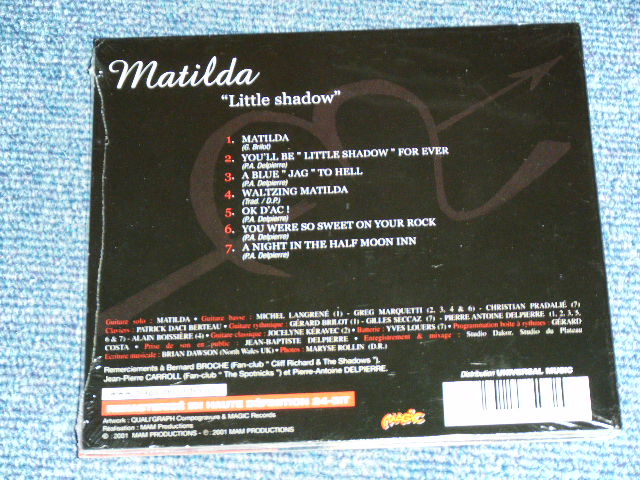 Matilda
“Little shadow”
1. MATILDA
(G. Brilot)
2. YOU'LL BE " LITTLE SHADOW " FOR EVER
(P.A. Delpierre)
3. A BLUE " JAG " TO HELL
(P.A. Delpierre)
4. WALTZING MATILDA
(Trad. / D.P.)
5. OK D'AC !
(P.A. Delpierre)
6. YOU WERE SO SWEET ON YOUR ROCK
(P.A. Delpierre)
7. A NIGHT IN THE HALF MOON INN
(P.A. Delpierre)
Guitare solo : MATILDA • Guitare basse : MICHEL LANGRENÉ (1) - GREG MARQUETTI (2, 3, 4 & 6) - CHRISTIAN PRADALIÉ (7)
Claviers : PATRICK DACI BERTEAU • Guitare rythmique : GÉRARD BRILOT (1) - GILLES SECCAZ (7) - PIERRE ANTOINE DELPIERRE (1, 2, 3, 5,
6 & 7) - ALAIN BOISSIÈRE (4) • Guitare classique : JOCELYNE KÉRAVEC (2) • Batterie : YVES LOUERS (7) • Programmation boîte à rythmes : GÉRARD
COSTA • Prise de son en public : JEAN-BAPTISTE DELPIERRE • Enregistrement & mixage : Studio Dakor, Studio du Plateau
Ecriture musicale : BRIAN DAWSON (North Wales UK) • Photos : MARYSE ROLLIN (D.R.)
Remerciements à Bernard BROCHE (Fan-club " Cliff Richard & The Shadows "),
Jean-Pierre CARROLL (Fan-club " The Spotnicks ") et Pierre-Antoine DELPIERRE.
Distribution UNIVERSAL MUSIC
EN HAUTE DÉFINITION 24-BIT
Artwork : QUALI'GRAPH Compogravure & MAGIC Records
Réalisation : MAM Productions
℗ : 2001 MAM PRODUCTIONS - © : 2001 MAM PRODUCTIONS
MAGIC